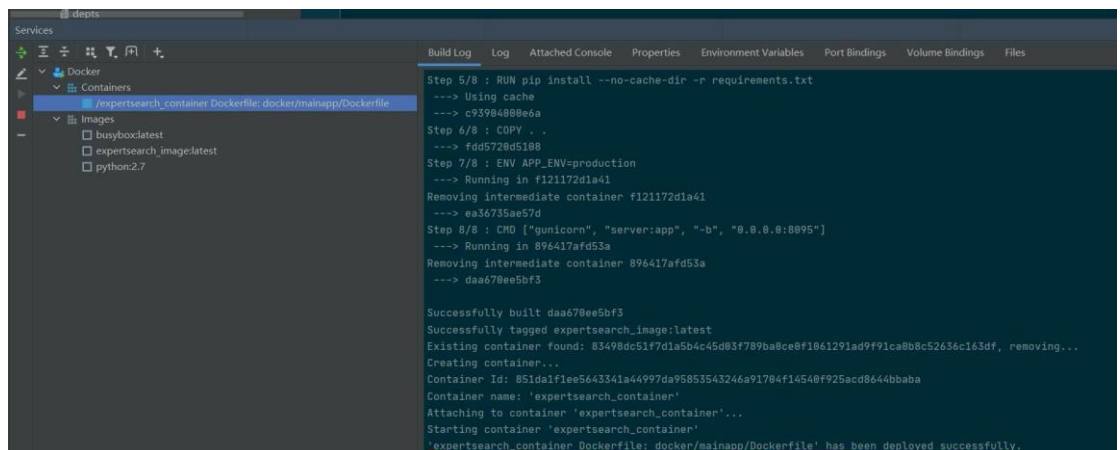 depts
Services
Build Log Log Attached Console Properties Environment Variables Port Bindings Volume Bindings Files
Docker
Containers
/expertsearch_container Dockerfile: docker/mainapp/Dockerfile
Images
busybox:latest
expertsearch_image:latest
python:2.7
Step 5/8 : RUN pip install --no-cache-dir -r requirements.txt
---> Using cache
---> c93904800e6a
Step 6/8 : COPY . .
---> fdd5720d5108
Step 7/8 : ENV APP_ENV=production
---> Running in f121172d1a41
Removing intermediate container f121172d1a41
---> ea36735ae57d
Step 8/8 : CMD ["gunicorn", "server:app", "-b", "0.0.0.0:8095"]
---> Running in 896417afd53a
Removing intermediate container 896417afd53a
---> daa670ee5bf3
Successfully built daa670ee5bf3
Successfully tagged expertsearch_image:latest
Existing container found: 83498dc51f7d1a5b4c45d03f789ba0ce0f1061291ad9f91ca0b8c52636c163df, removing...
Creating container...
Container Id: 851da1f1ee5643341a44997da95853543246a91704f14540f925acd8644bbaba
Container name: 'expertsearch_container'
Attaching to container 'expertsearch_container'...
Starting container 'expertsearch_container'
'expertsearch_container Dockerfile: docker/mainapp/Dockerfile' has been deployed successfully.